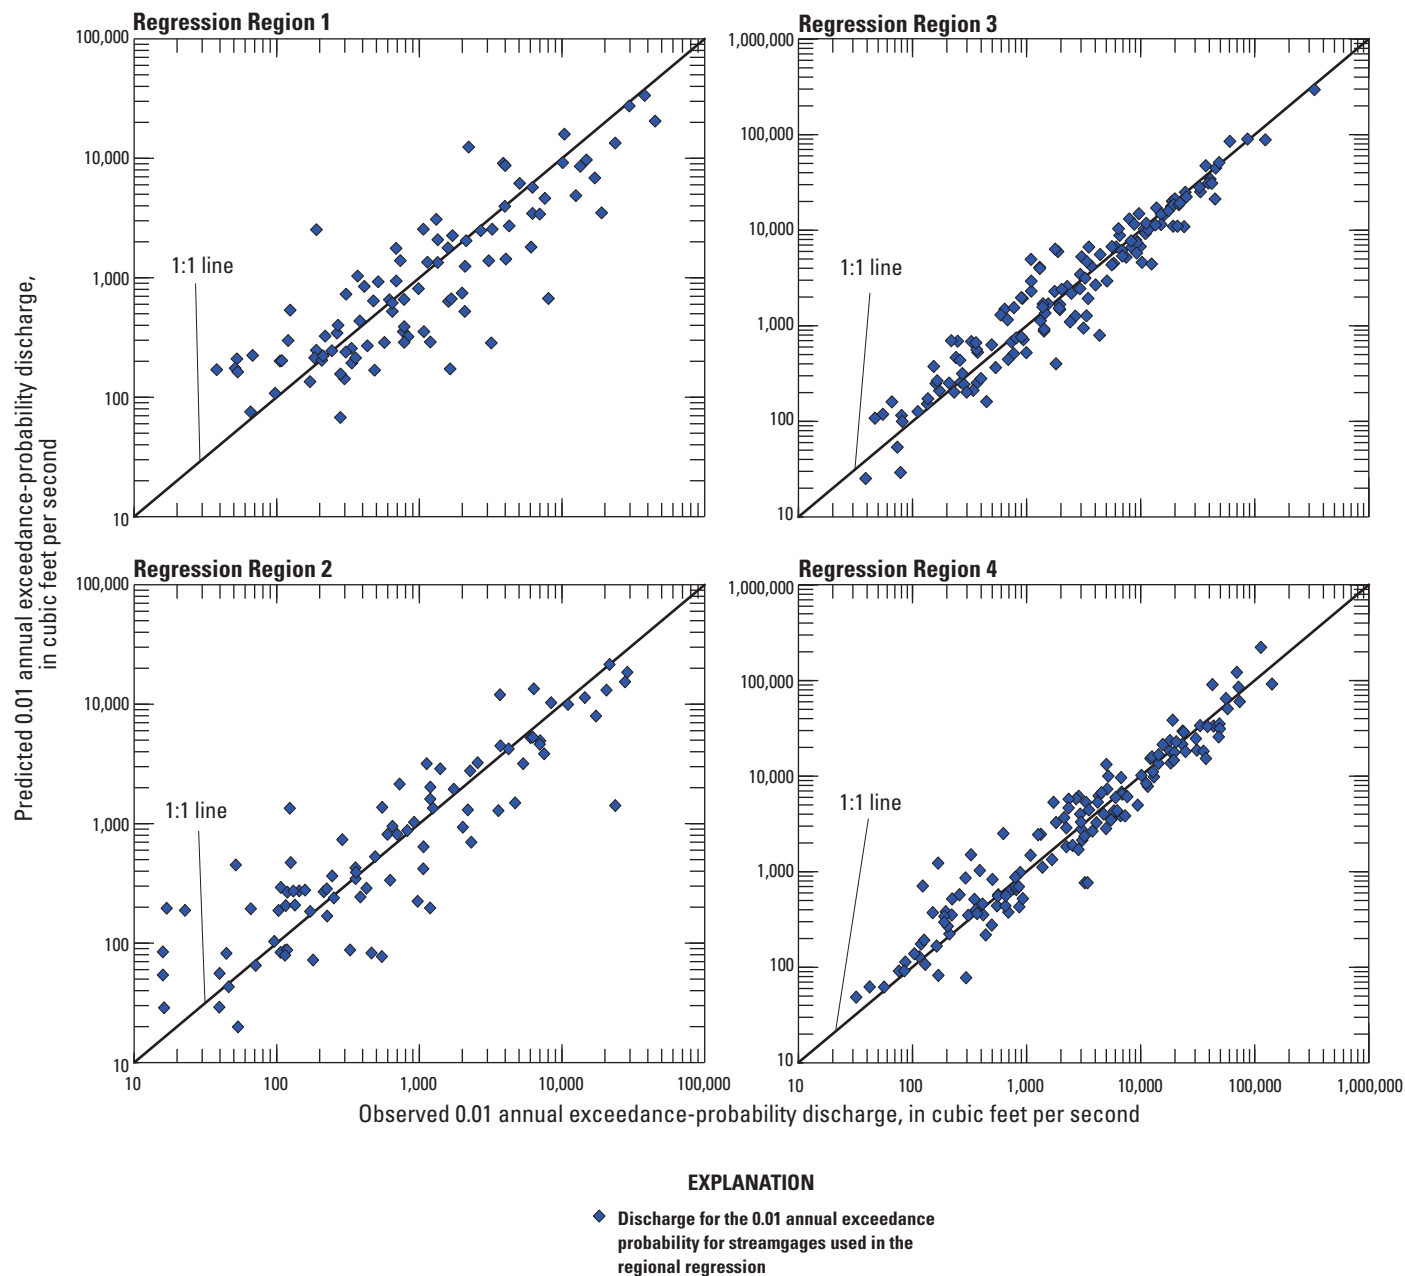 Regression Region 1
100,000
10,000
1,000
100
10
1:1 line
Regression Region 3
1,000,000
100,000
10,000
1,000
100
10
1:1 line
Predicted 0.01 annual exceedance-probability discharge,
in cubic feet per second
Regression Region 2
100,000
10,000
1,000
100
10
1:1 line
10 100 1,000 10,000 100,000
Regression Region 4
1,000,000
100,000
10,000
1,000
100
10
1:1 line
10 100 1,000 10,000 100,000 1,000,000
Observed 0.01 annual exceedance-probability discharge, in cubic feet per second
EXPLANATION
Discharge for the 0.01 annual exceedance
probability for streamgages used in the
regional regression